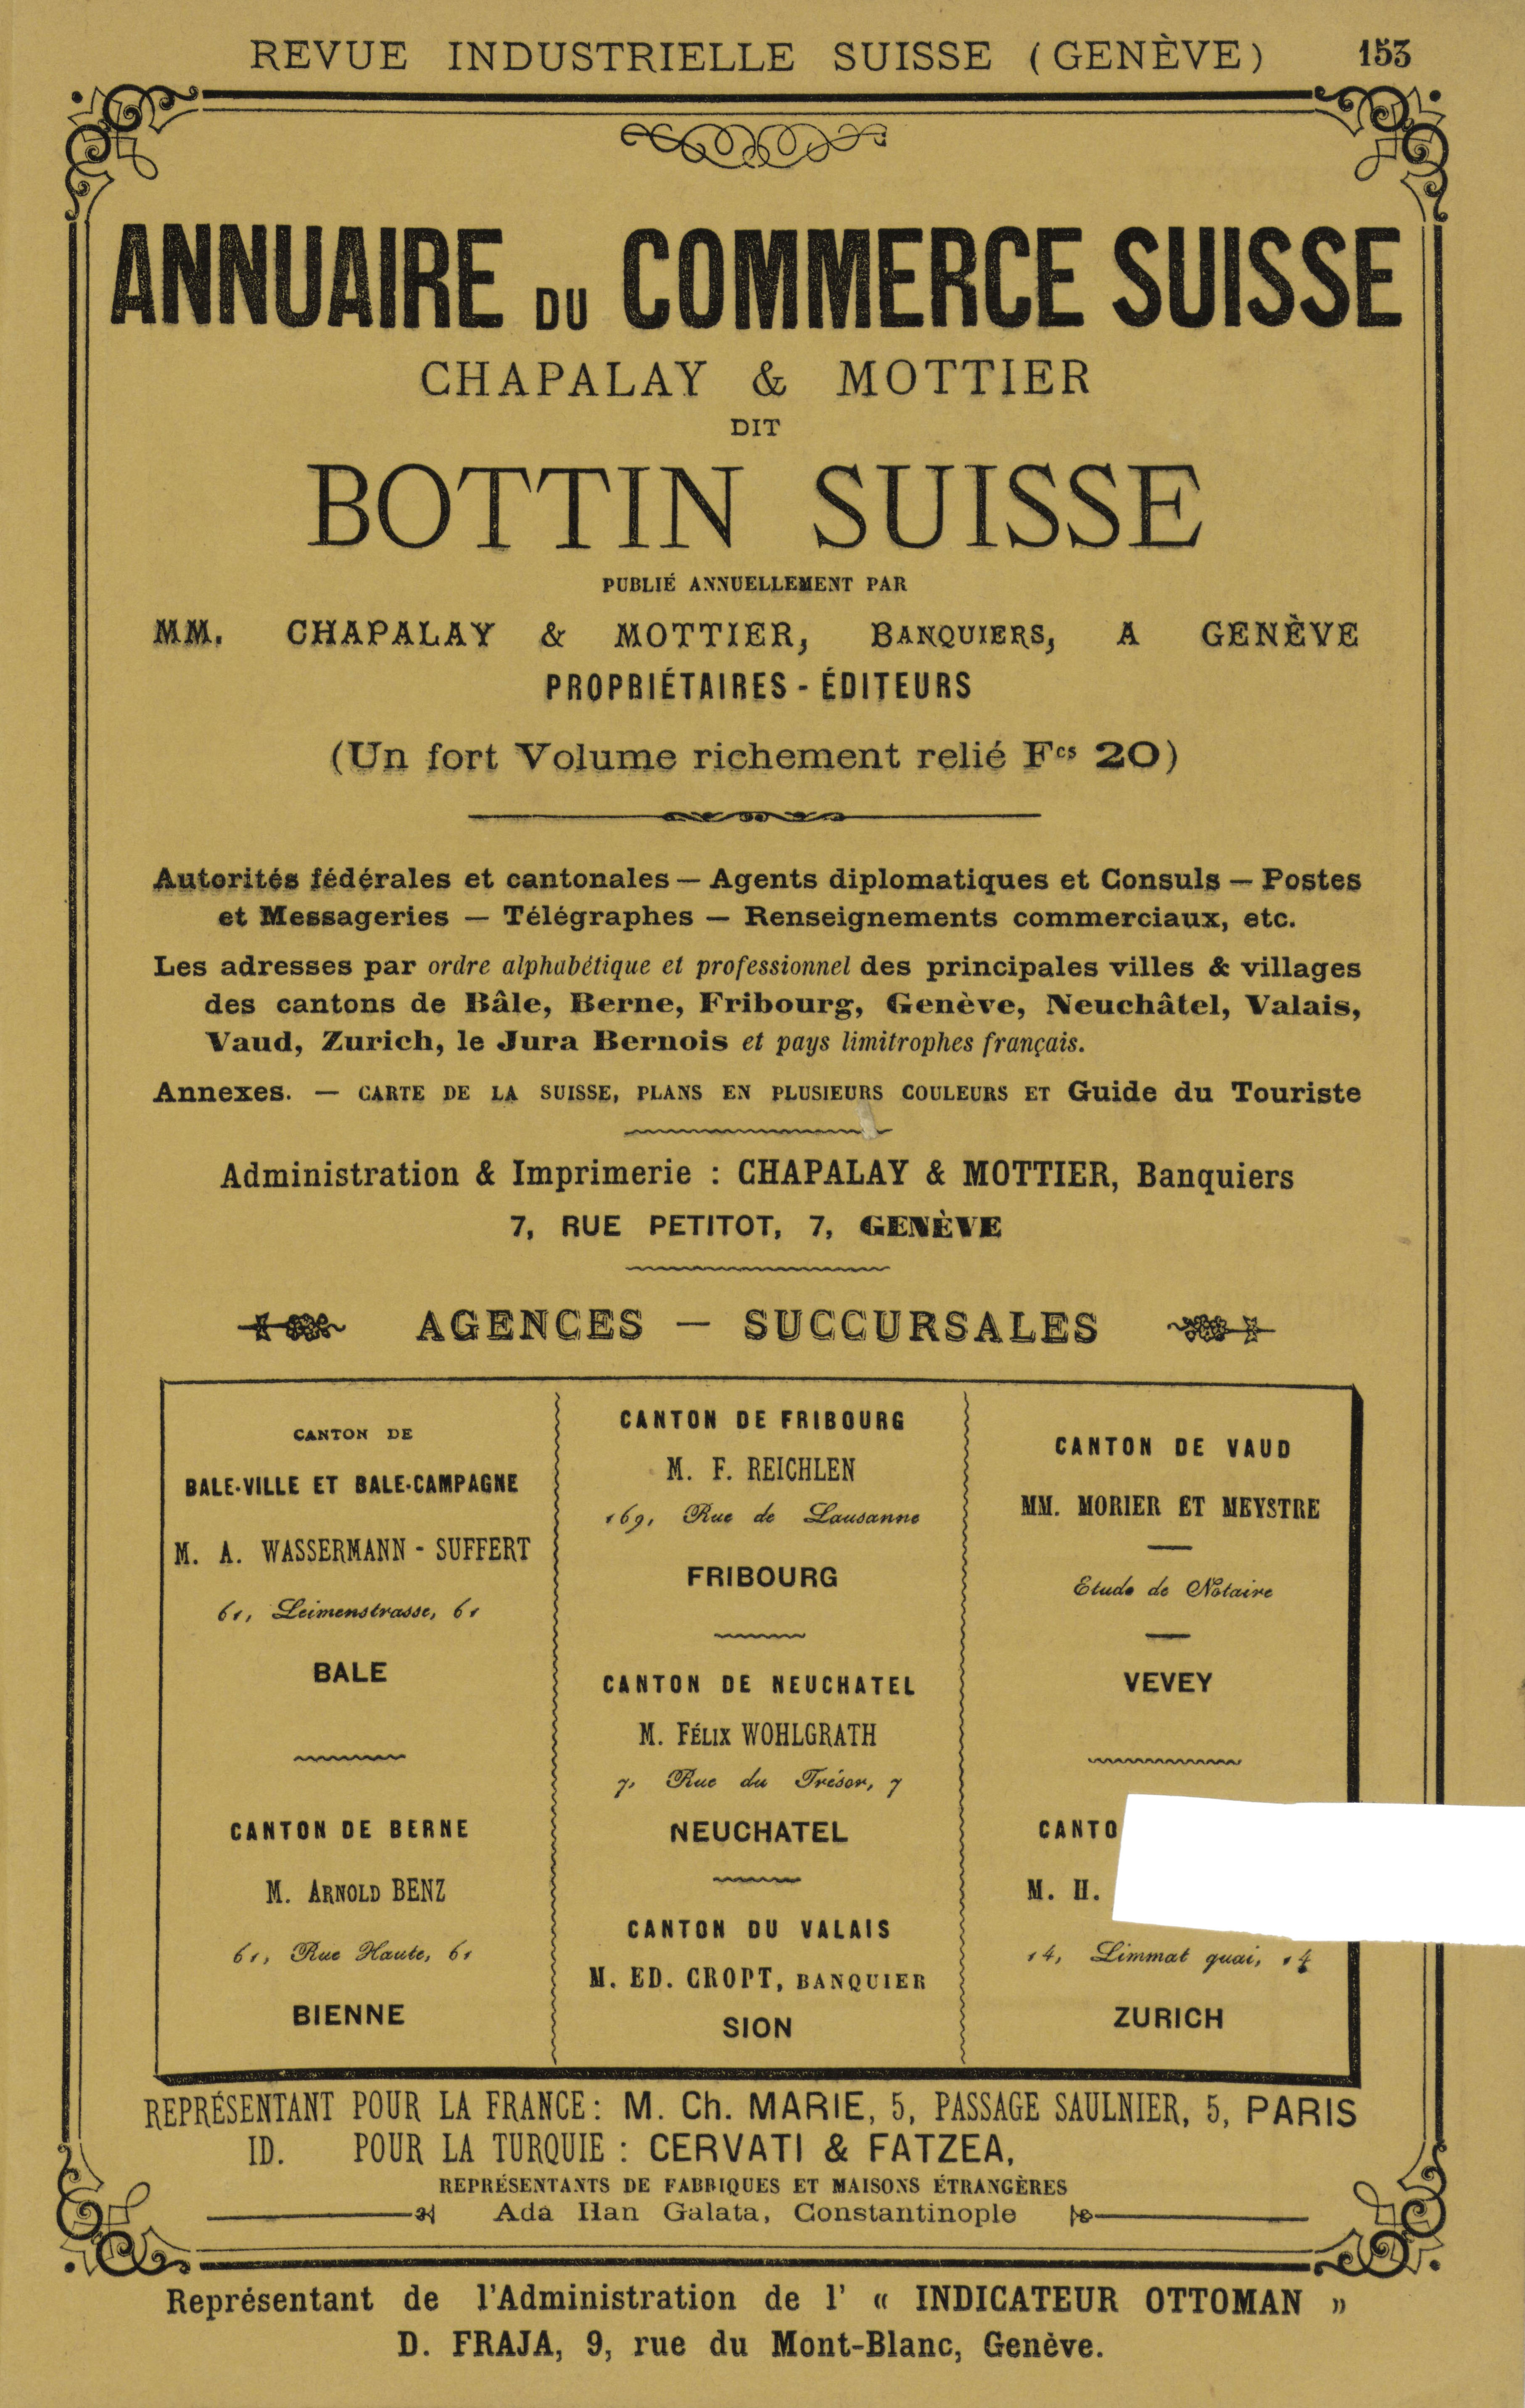 REVUE INDUSTRIELLE SUISSE (GENÈVE) 153
ANNUAIRE DU COMMERCE SUISSE
CHAPALAY & MOTTIER
DIT
BOTTIN SUISSE
PUBLIÉ ANNUELLEMENT PAR
MM. CHAPALAY & MOTTIER, BANQUIERS, A GENÈVE
PROPRIÉTAIRES - ÉDITEURS
(Un fort Volume richement relié Fcs 20)
Autorités fédérales et cantonales — Agents diplomatiques et Consuls — Postes
et Messageries — Télégraphes — Renseignements commerciaux, etc.
Les adresses par ordre alphabétique et professionnel des principales villes & villages
des cantons de Bâle, Berne, Fribourg, Genève, Neuchâtel, Valais,
Vaud, Zurich, le Jura Bernois et pays limitrophes français.
Annexes. — CARTE DE LA SUISSE, PLANS EN PLUSIEURS COULEURS ET Guide du Touriste
Administration & Imprimerie : CHAPALAY & MOTTIER, Banquiers
7, RUE PETITOT, 7, GENÈVE
AGENCES — SUCCURSALES
CANTON DE
BALE-VILLE ET BALE-CAMPAGNE
M. A. WASSERMANN - SUFFERT
61, Leimenstrasse, 61
BALE
CANTON DE BERNE
M. ARNOLD BENZ
61, Rue Haute, 61
BIENNE
CANTON DE FRIBOURG
M. F. REICHLEN
169, Rue de Lausanne
FRIBOURG
CANTON DE NEUCHATEL
M. FÉLIX WOHLGRATH
7, Rue du Trésor, 7
NEUCHATEL
CANTON DU VALAIS
M. ED. CROPT, BANQUIER
SION
CANTON DE VAUD
MM. MORIER ET MEYSTRE
Etude de Notaire
VEVEY
CANTO
M. H.
14, Limmat quai, 14
ZURICH
REPRÉSENTANT POUR LA FRANCE : M. Ch. MARIE, 5, PASSAGE SAULNIER, 5, PARIS
ID. POUR LA TURQUIE : CERVATI & FATZEA,
REPRÉSENTANTS DE FABRIQUES ET MAISONS ÉTRANGÈRES
Ada Han Galata, Constantinople
Représentant de l'Administration de l' « INDICATEUR OTTOMAN »
D. FRAJA, 9, rue du Mont-Blanc, Genève.